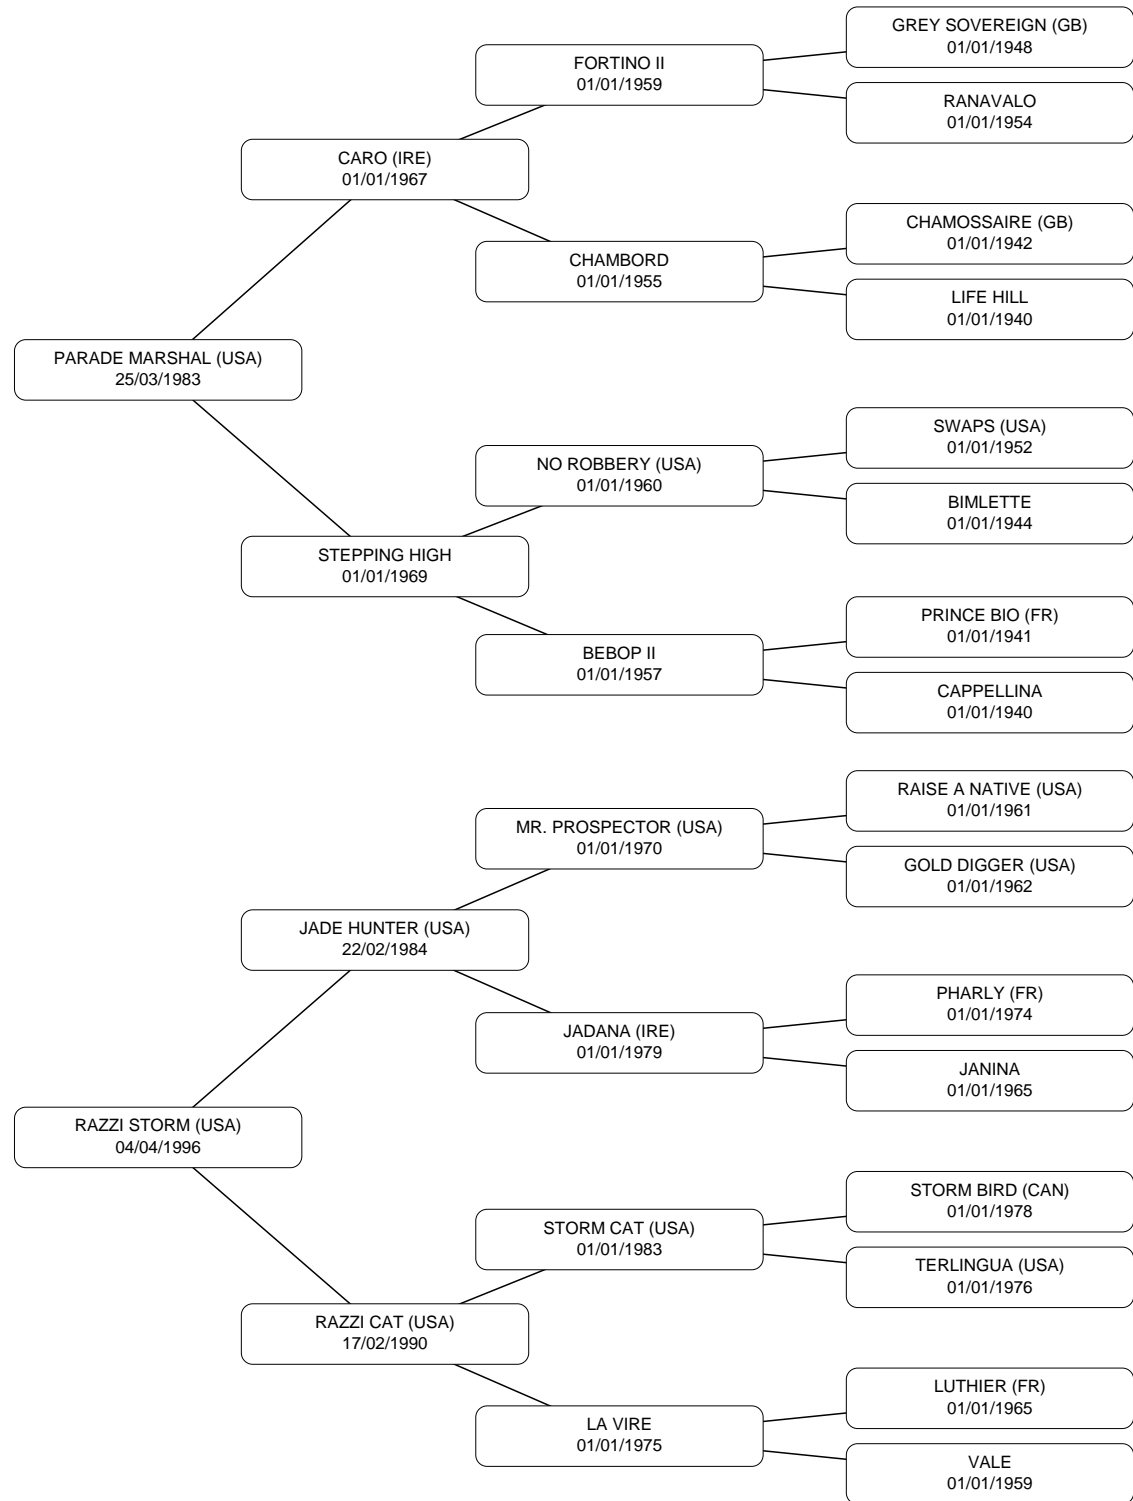 GREY SOVEREIGN (GB)
01/01/1948
FORTINO II
01/01/1959
RANAVALO
01/01/1954
CARO (IRE)
01/01/1967
CHAMOSSAIRE (GB)
01/01/1942
CHAMBORD
01/01/1955
LIFE HILL
01/01/1940
PARADE MARSHAL (USA)
25/03/1983
SWAPS (USA)
01/01/1952
NO ROBBERY (USA)
01/01/1960
BIMLETTE
01/01/1944
STEPPING HIGH
01/01/1969
PRINCE BIO (FR)
01/01/1941
BEBOP II
01/01/1957
CAPPELLINA
01/01/1940
RAISE A NATIVE (USA)
01/01/1961
MR. PROSPECTOR (USA)
01/01/1970
GOLD DIGGER (USA)
01/01/1962
JADE HUNTER (USA)
22/02/1984
PHARLY (FR)
01/01/1974
JADANA (IRE)
01/01/1979
JANINA
01/01/1965
RAZZI STORM (USA)
04/04/1996
STORM BIRD (CAN)
01/01/1978
STORM CAT (USA)
01/01/1983
TERLINGUA (USA)
01/01/1976
RAZZI CAT (USA)
17/02/1990
LUTHIER (FR)
01/01/1965
LA VIRE
01/01/1975
VALE
01/01/1959